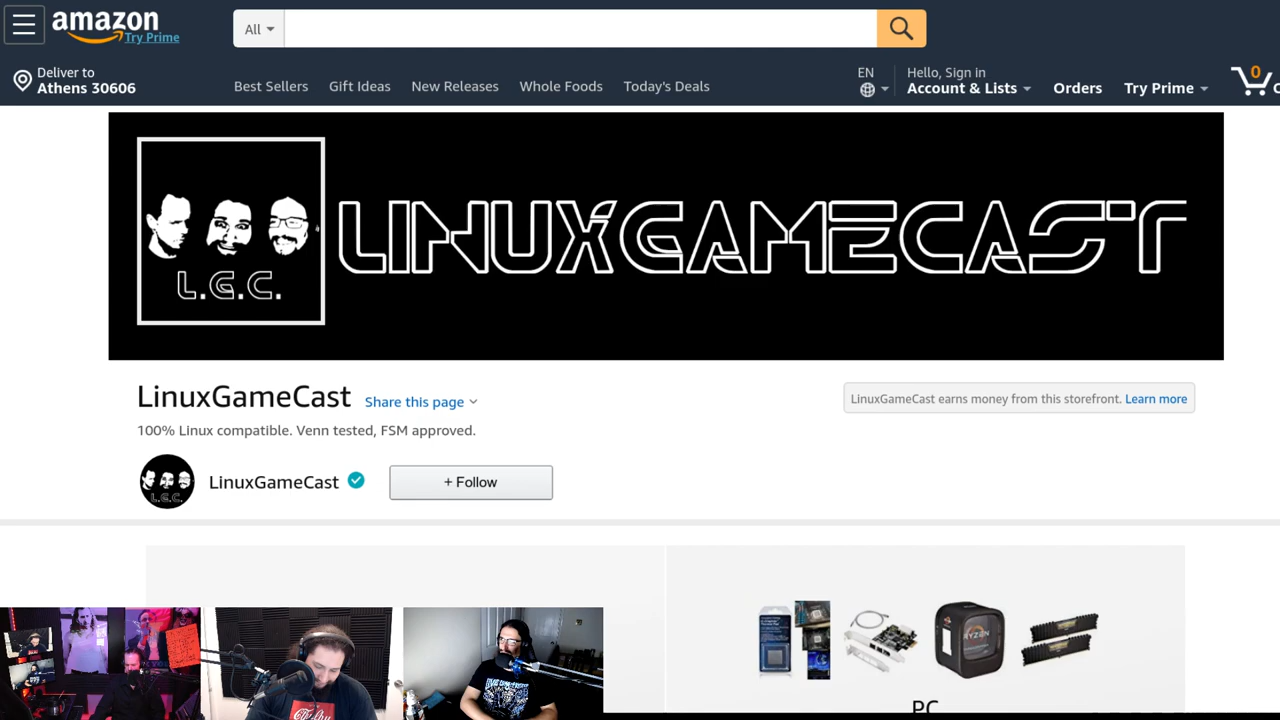 amazon
Try Prime
All
Deliver to
Athens 30606
Best Sellers
Gift Ideas
New Releases
Whole Foods
Today's Deals
EN
Hello, Sign in
Account & Lists
Orders
Try Prime
0
L.G.C.
LINUXGAMECAST
LinuxGameCast
Share this page
LinuxGameCast earns money from this storefront. Learn more
100% Linux compatible. Venn tested, FSM approved.
L.G.C.
LinuxGameCast
+ Follow
RYZEN
PC